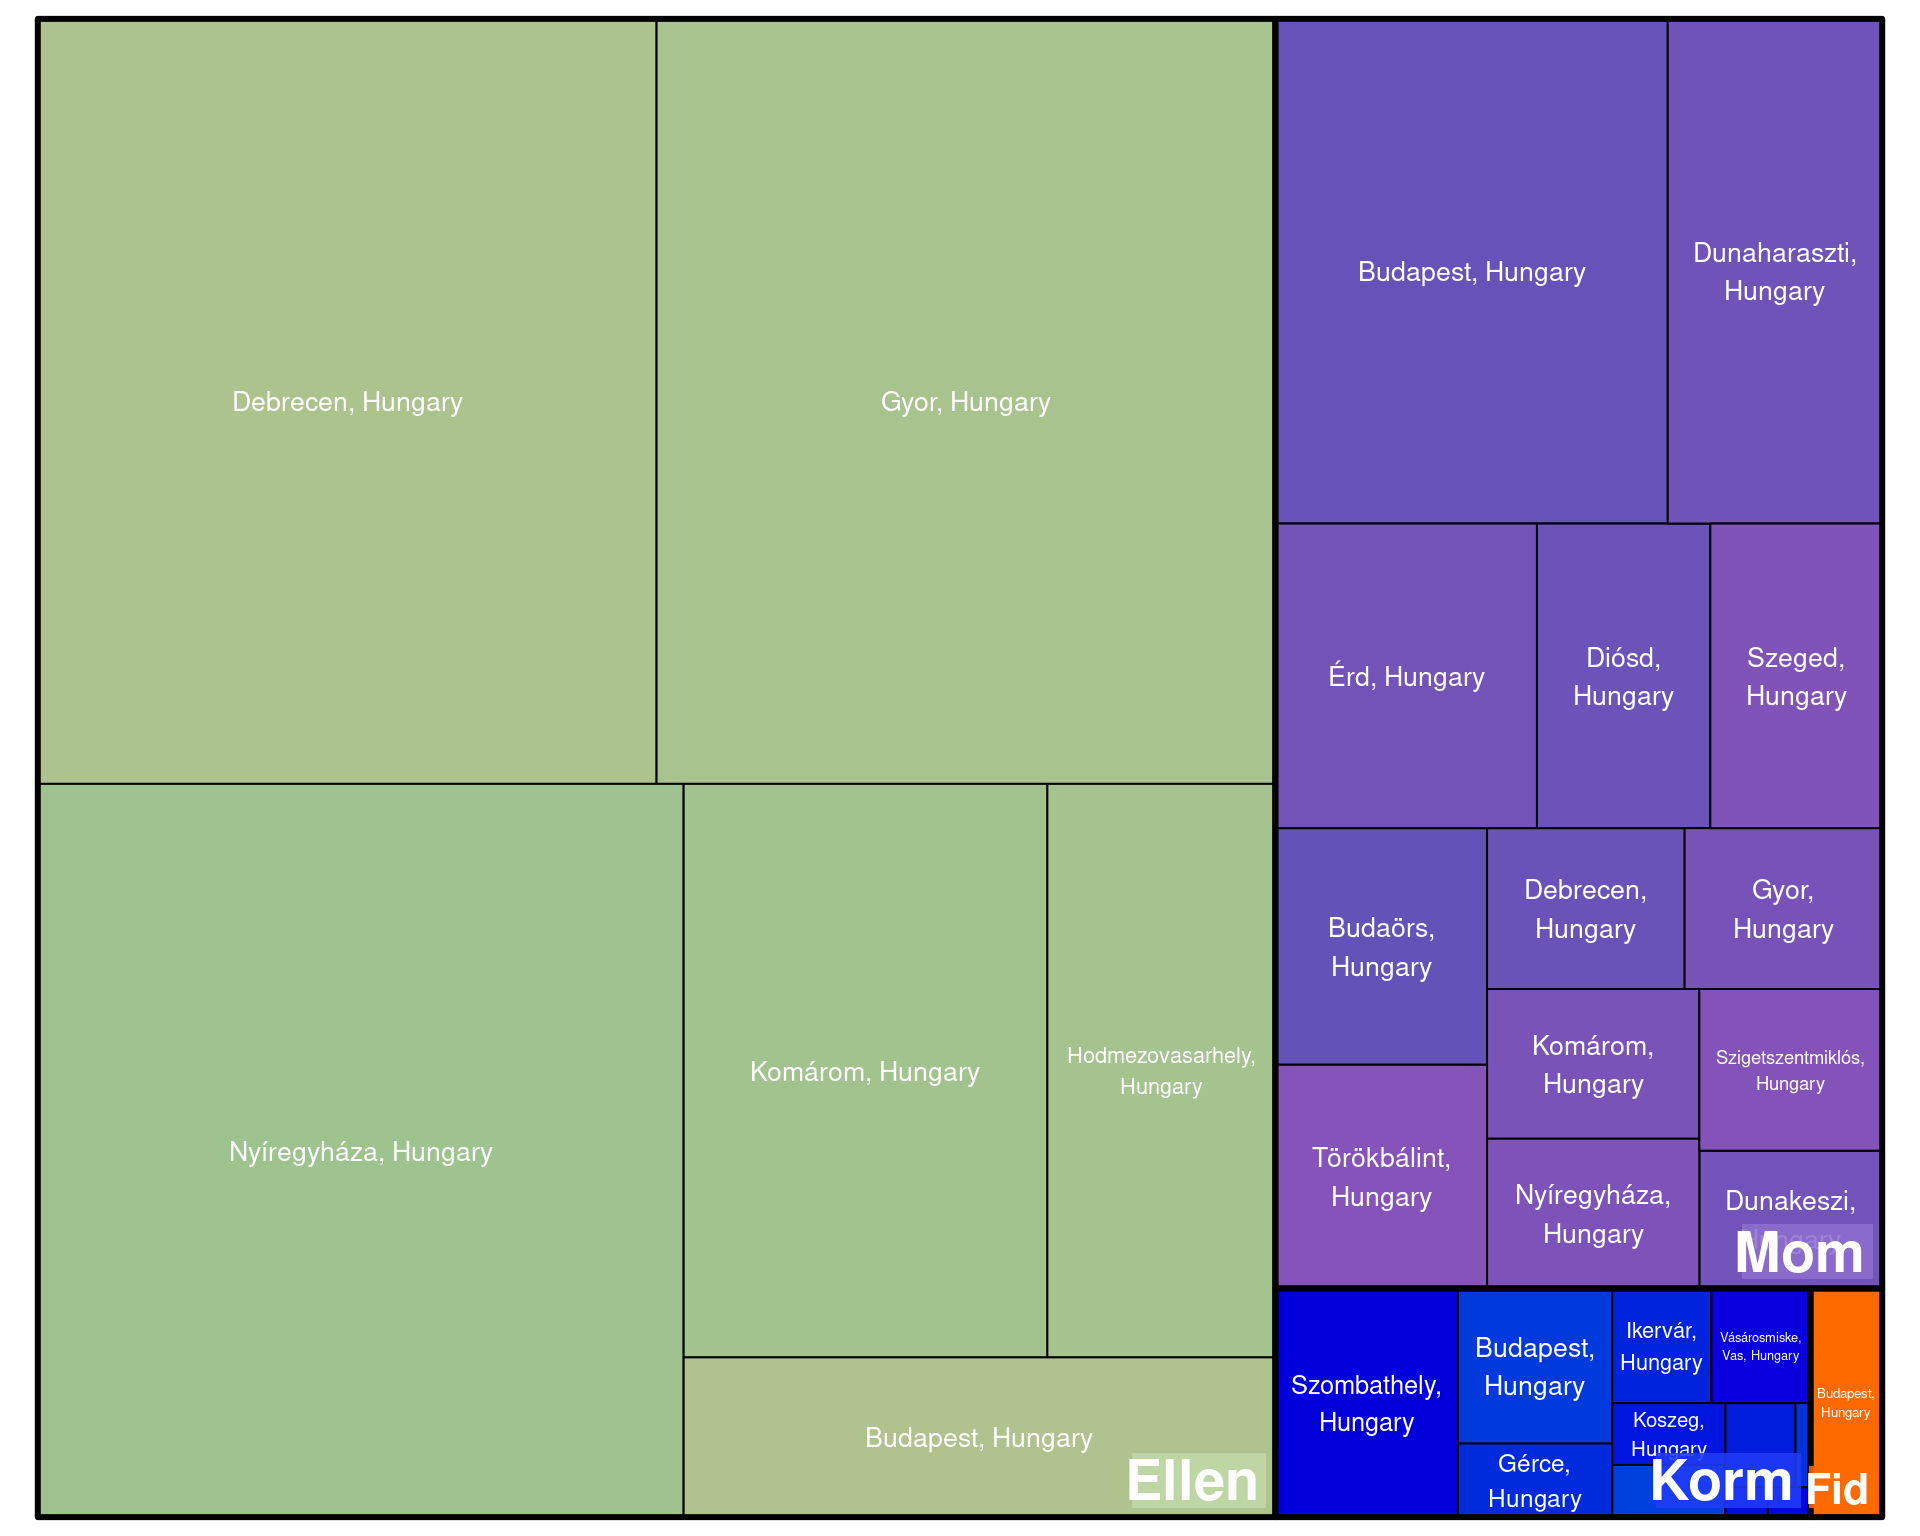 Debrecen, Hungary
Gyor, Hungary
Nyíregyháza, Hungary
Komárom, Hungary
Hodmezovasarhely,
Hungary
Budapest, Hungary
Ellen
Budapest, Hungary
Dunaharaszti,
Hungary
Érd, Hungary
Diósd,
Hungary
Szeged,
Hungary
Budaörs,
Hungary
Debrecen,
Hungary
Gyor,
Hungary
Komárom,
Hungary
Szigetszentmiklós,
Hungary
Törökbálint,
Hungary
Nyíregyháza,
Hungary
Dunakeszi,
Hungary
Mom
Szombathely,
Hungary
Budapest,
Hungary
Gérce,
Hungary
Ikervár,
Hungary
Vásárosmiske,
Vas, Hungary
Koszeg,
Hungary
Korm
Budapest,
Hungary
Fid